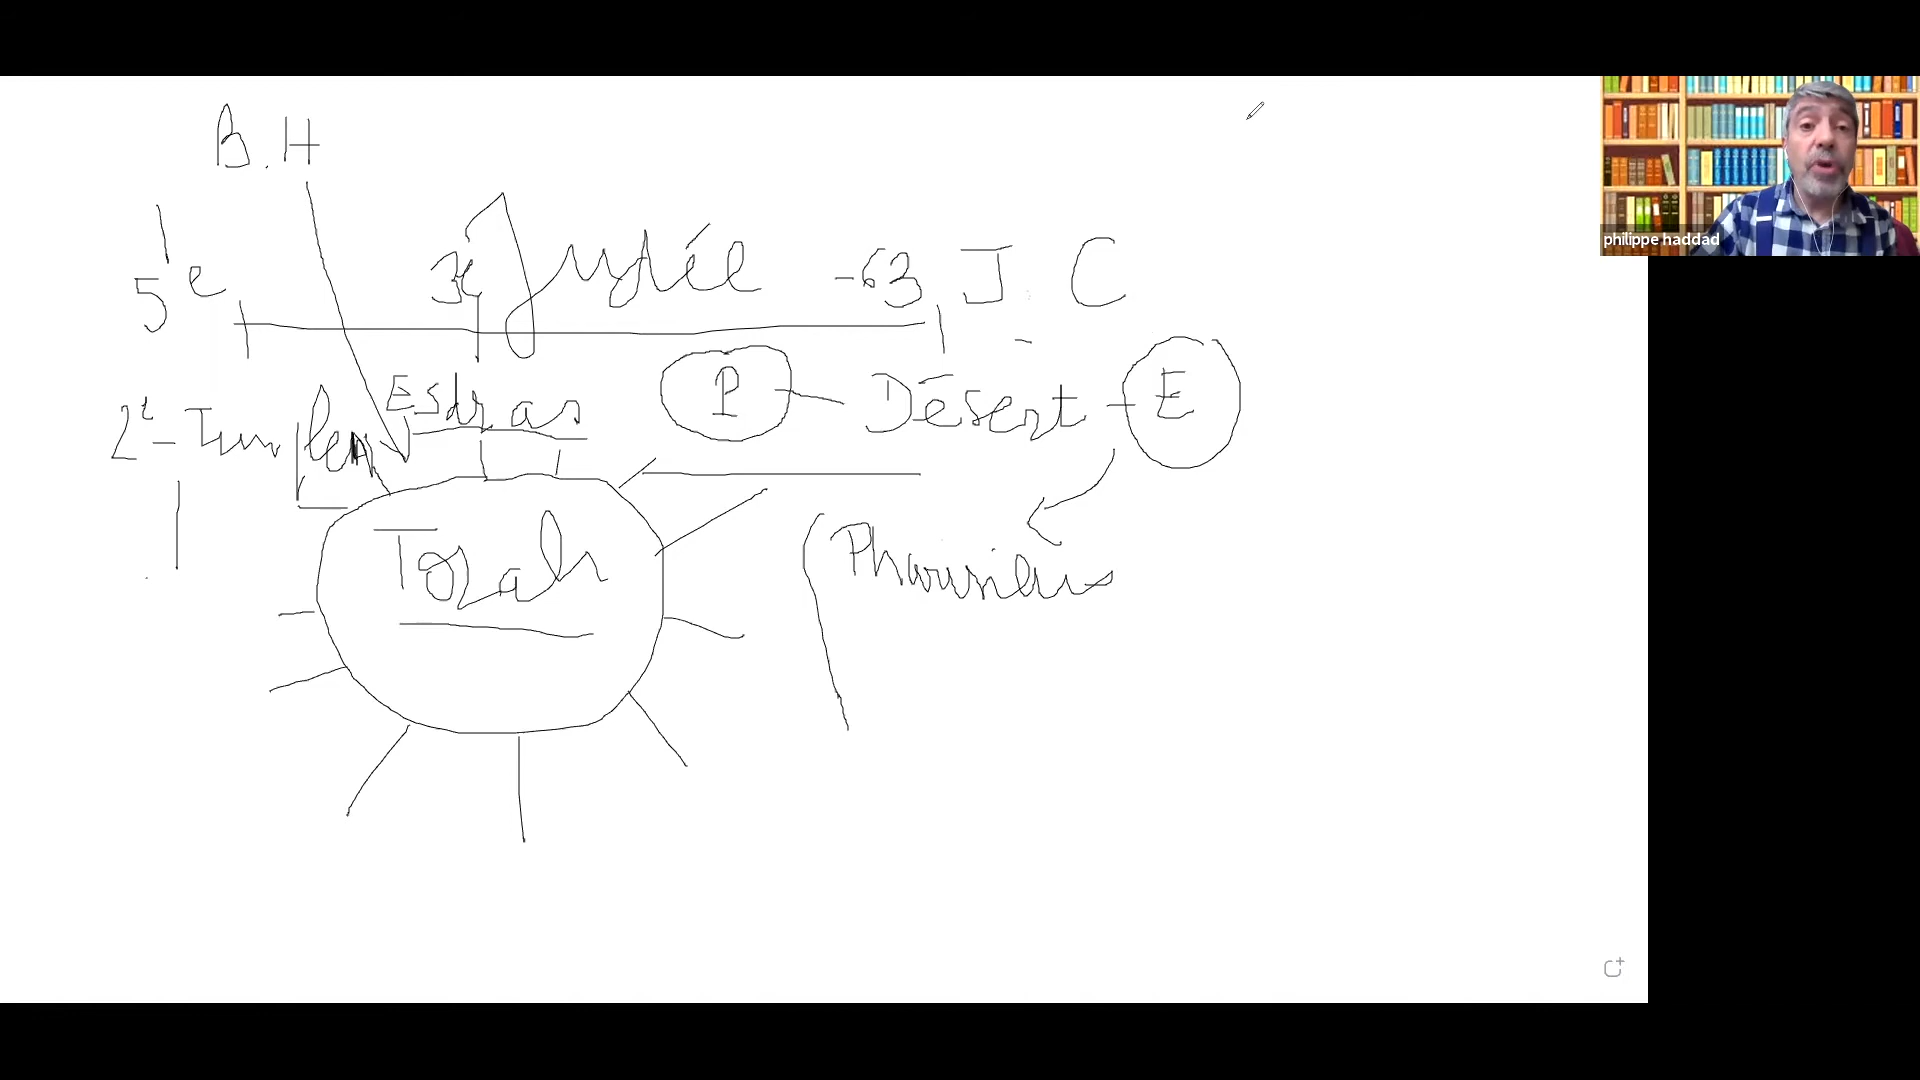 B.H
philippe haddad
5e 3e Judée -63 J. C
2e Temple Esdras P Désert E
Torah
Pharisiens